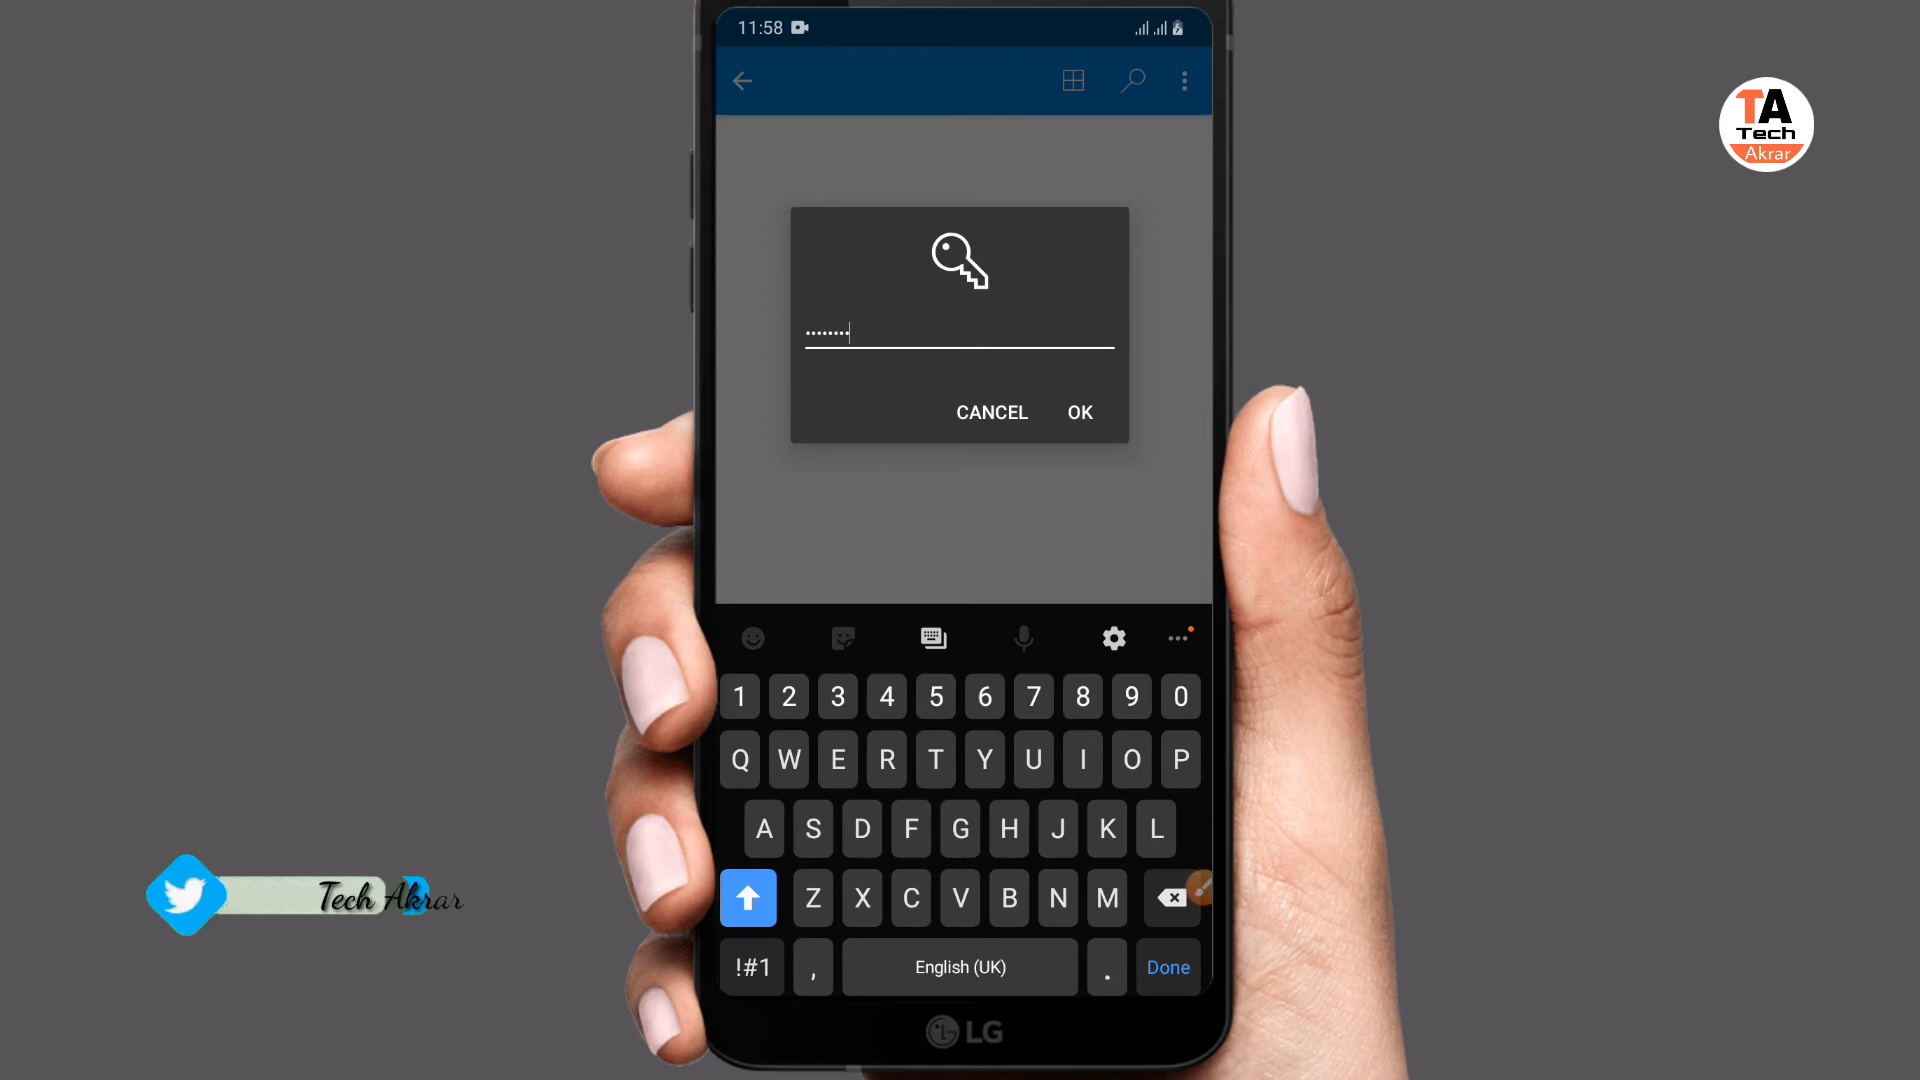 11:58
TA
Tech
Akrar
••••••••
CANCEL OK
1 2 3 4 5 6 7 8 9 0
Q W E R T Y U I O P
A S D F G H J K L
Z X C V B N M
!#1 , English (UK) . Done
LG
Tech Akrar